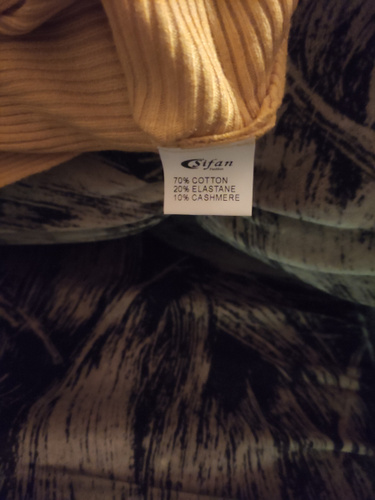 Sifan
70% COTTON
20% ELASTANE
10% CASHMERE